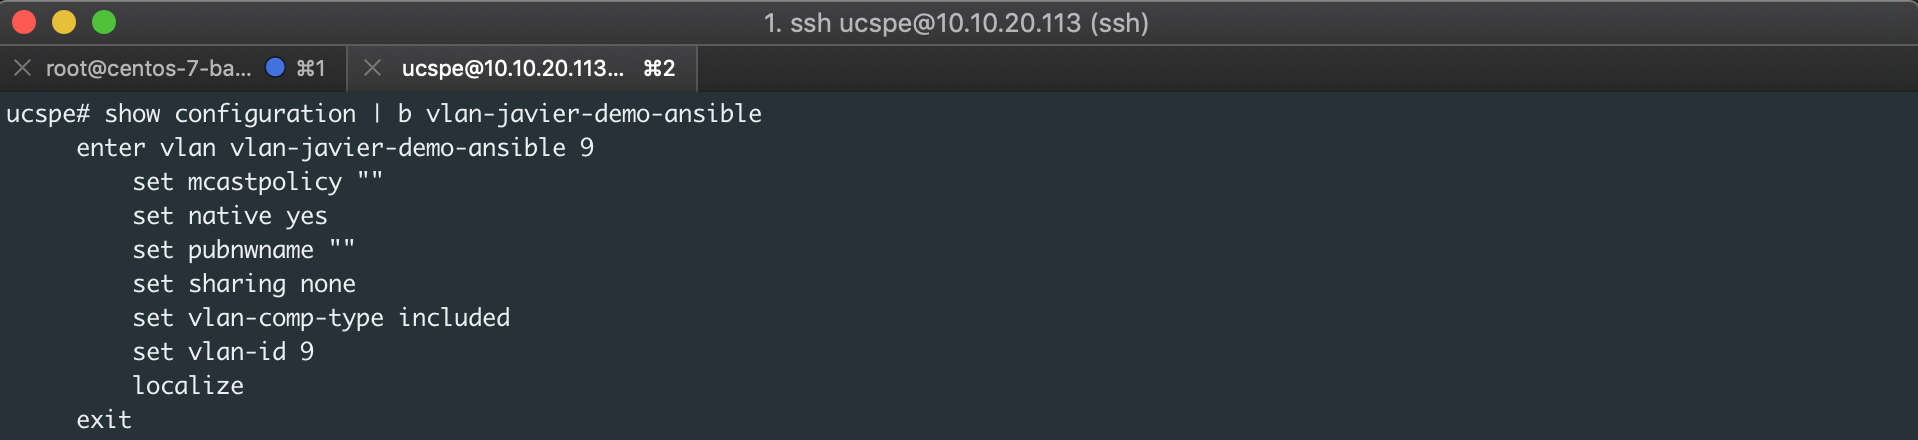 1. ssh ucspe@10.10.20.113 (ssh)
root@centos-7-ba... ⌘1 ucspe@10.10.20.113... ⌘2
ucspe# show configuration | b vlan-javier-demo-ansible
enter vlan vlan-javier-demo-ansible 9
set mcastpolicy ""
set native yes
set pubnwname ""
set sharing none
set vlan-comp-type included
set vlan-id 9
localize
exit